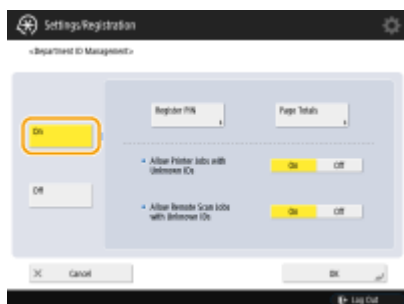 Settings/Registration
<Department ID Management>
On
Off
Register PIN
Page Totals
Allow Printer Jobs with
Unknown IDs
On
Off
Allow Remote Scan Jobs
with Unknown IDs
On
Off
Cancel
OK
Log Out